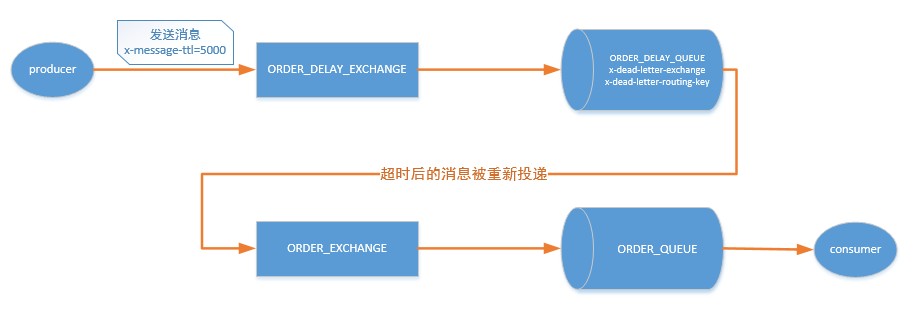 发送消息
x-message-ttl=5000
producer
ORDER_DELAY_EXCHANGE
ORDER_DELAY_QUEUE
x-dead-letter-exchange
x-dead-letter-routing-key
超时后的消息被重新投递
ORDER_EXCHANGE
ORDER_QUEUE
consumer